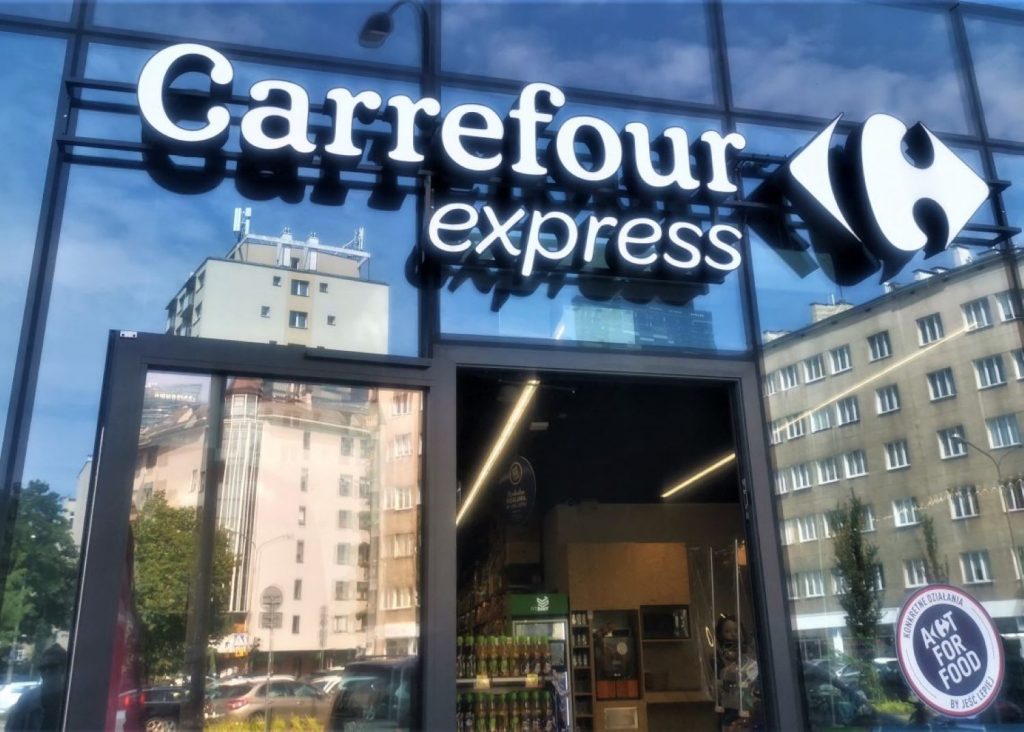 Carrefour
express
KONKRETNE DZIAŁANIA
ACT
FOR
FOOD
BY JEŚĆ LEPIEJ